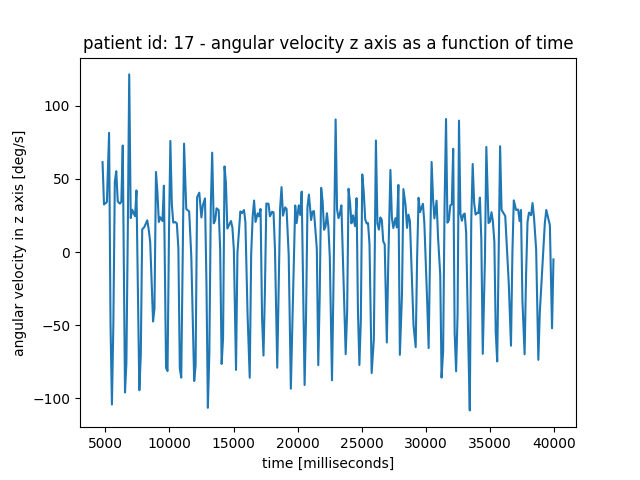 patient id: 17 - angular velocity z axis as a function of time
100
50
0
−50
−100
angular velocity in z axis [deg/s]
5000 10000 15000 20000 25000 30000 35000 40000
time [milliseconds]